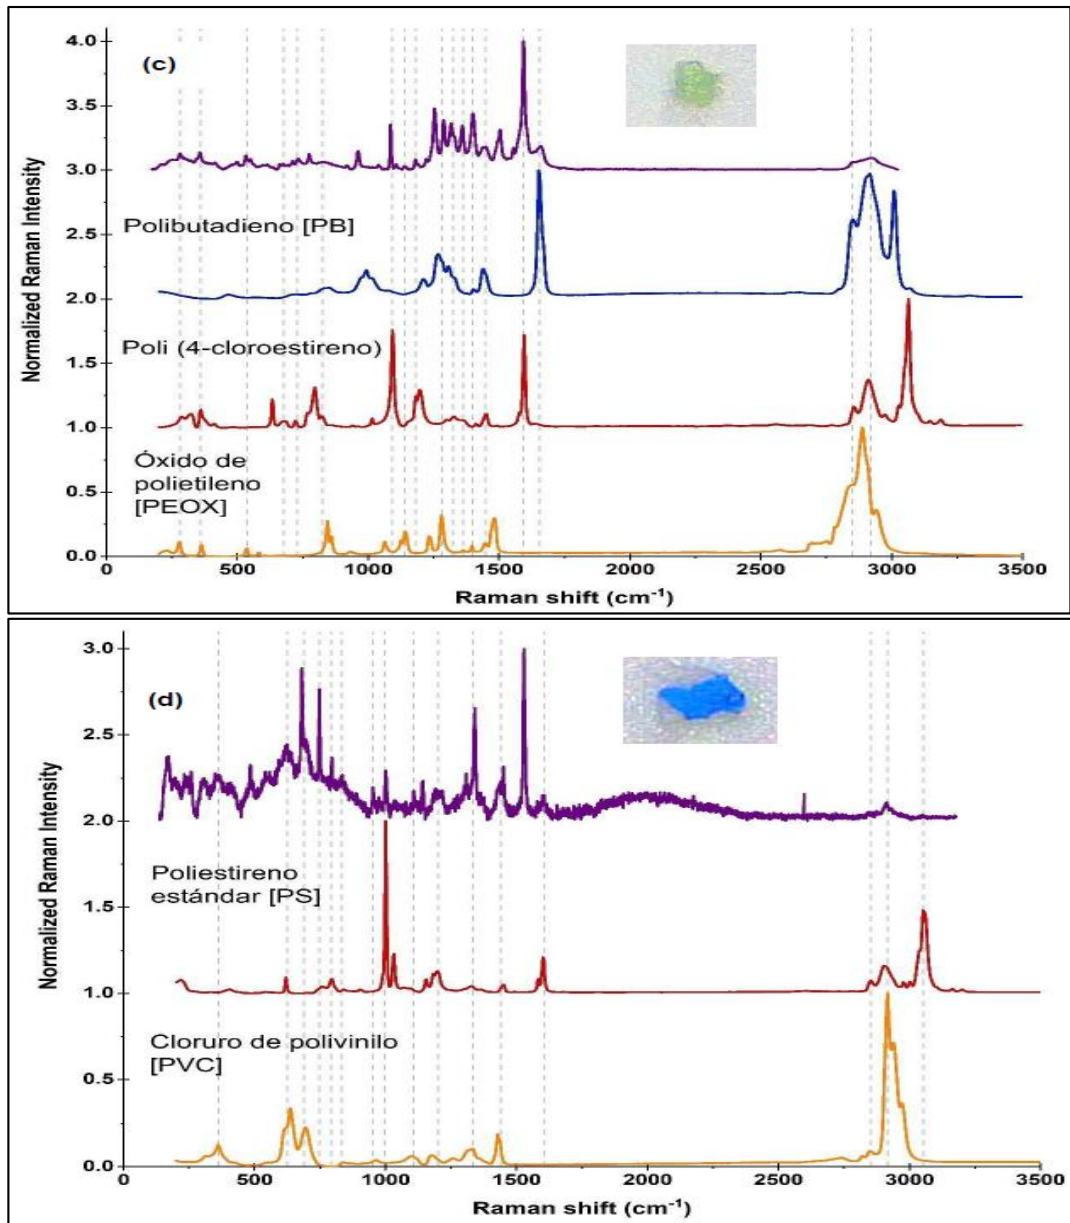 4.0
(c)
3.5
3.0
Polibutadieno [PB]
2.5
2.0
Poli (4-cloroestireno)
1.5
1.0
Óxido de
polietileno
[PEOX]
0.5
0.0
0 500 1000 1500 2000 2500 3000 3500
Normalized Raman Intensity
Raman shift (cm⁻¹)
3.0
(d)
2.5
2.0
Poliestireno
estándar [PS]
1.5
1.0
Cloruro de polivinilo
[PVC]
0.5
0.0
0 500 1000 1500 2000 2500 3000 3500
Normalized Raman Intensity
Raman shift (cm⁻¹)